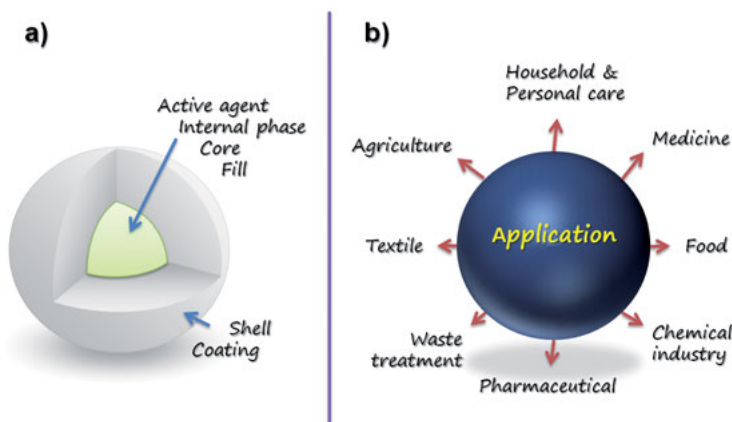 a)
Active agent
Internal phase
Core
Fill
Shell
Coating
b)
Household &
Personal care
Agriculture
Medicine
Textile
Application
Food
Waste
treatment
Chemical
industry
Pharmaceutical